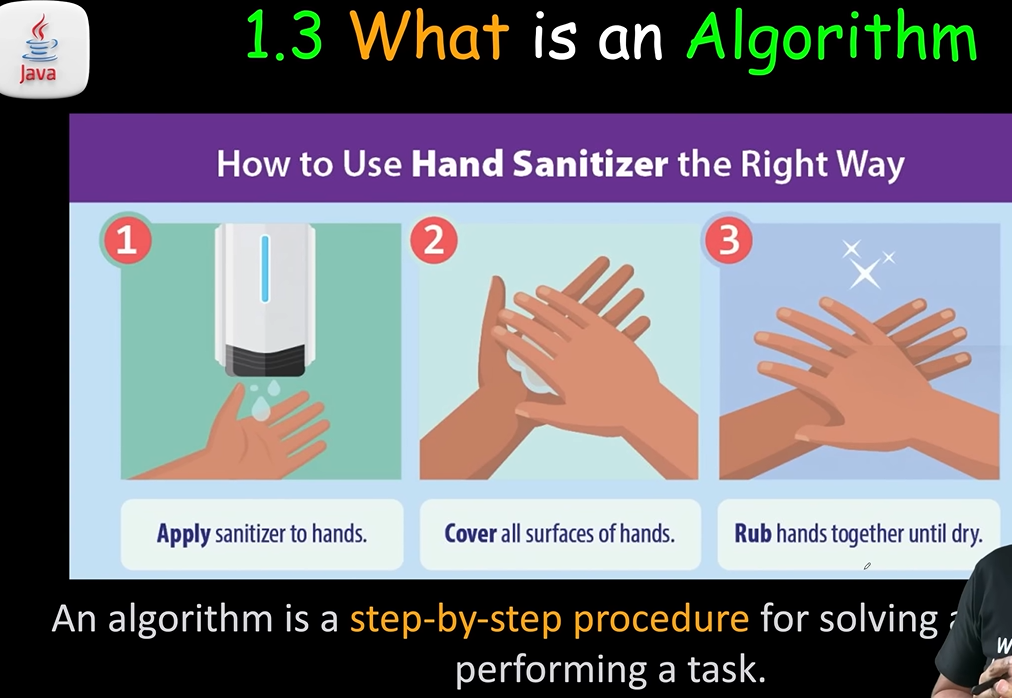 Java
1.3 What is an Algorithm
How to Use Hand Sanitizer the Right Way
1
2
3
Apply sanitizer to hands.
Cover all surfaces of hands.
Rub hands together until dry.
An algorithm is a step-by-step procedure for solving a
performing a task.